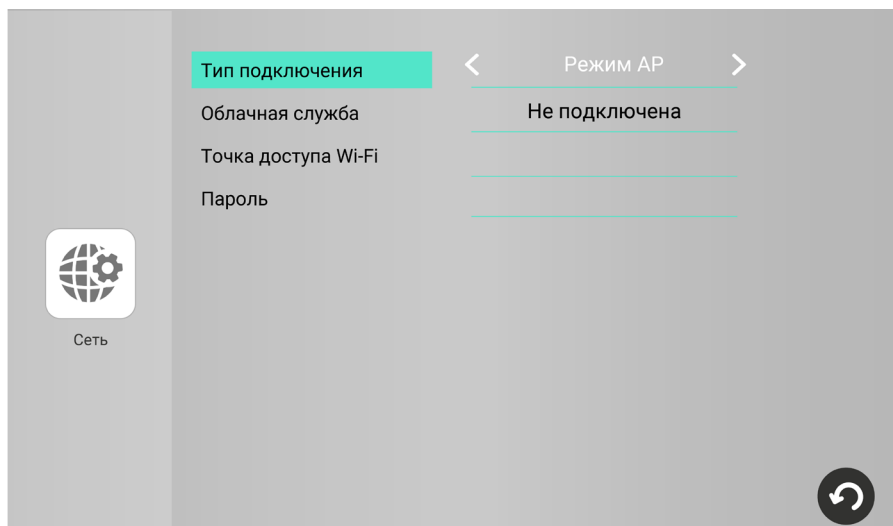 Тип подключения
Режим AP
Облачная служба
Не подключена
Точка доступа Wi-Fi
Пароль
Сеть